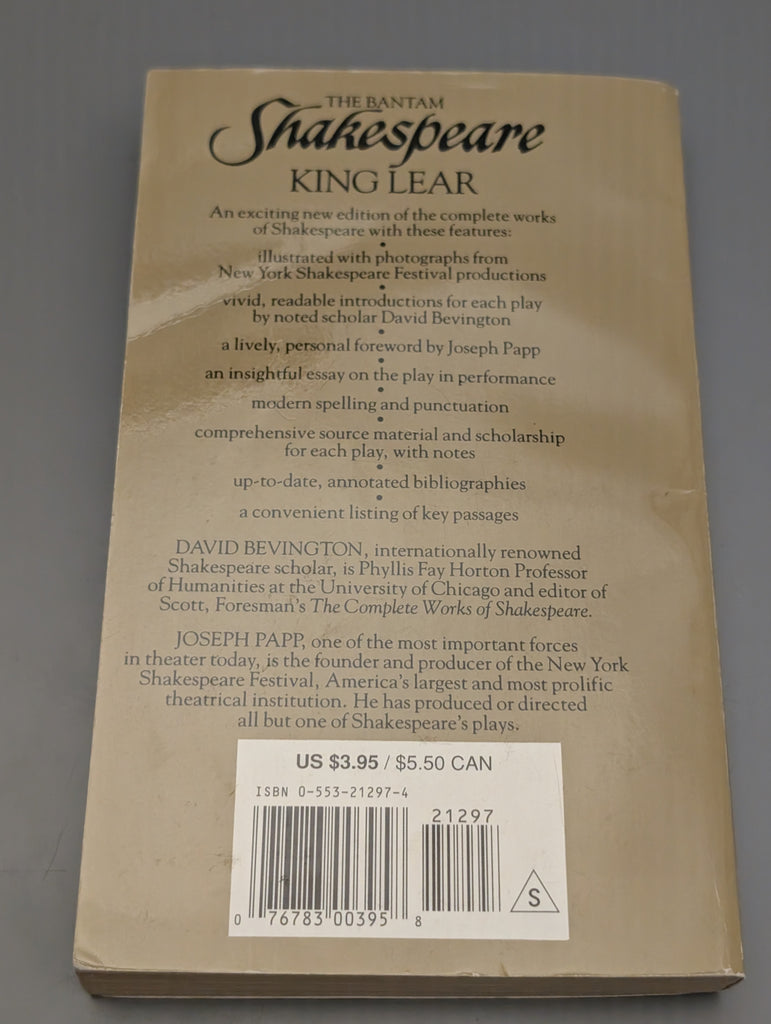 THE BANTAM
Shakespeare
KING LEAR
An exciting new edition of the complete works
of Shakespeare with these features:
•
illustrated with photographs from
New York Shakespeare Festival productions
•
vivid, readable introductions for each play
by noted scholar David Bevington
•
a lively, personal foreword by Joseph Papp
•
an insightful essay on the play in performance
•
modern spelling and punctuation
•
comprehensive source material and scholarship
for each play, with notes
•
up-to-date, annotated bibliographies
•
a convenient listing of key passages
DAVID BEVINGTON, internationally renowned
Shakespeare scholar, is Phyllis Fay Horton Professor
of Humanities at the University of Chicago and editor of
Scott, Foresman's The Complete Works of Shakespeare.
JOSEPH PAPP, one of the most important forces
in theater today, is the founder and producer of the New York
Shakespeare Festival, America's largest and most prolific
theatrical institution. He has produced or directed
all but one of Shakespeare's plays.
US $3.95 / $5.50 CAN
ISBN 0-553-21297-4
21297
S
0 76783 00395 8